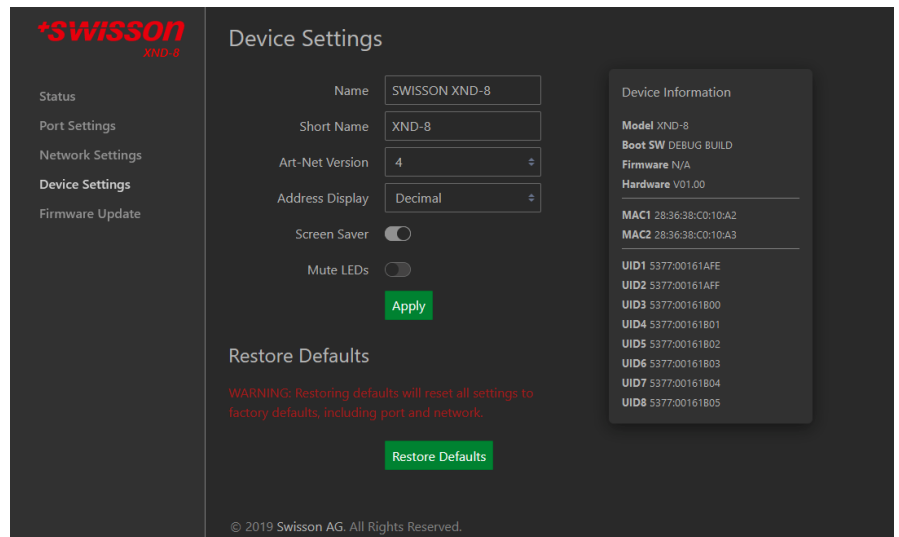 +swisson
XND-8
Status
Port Settings
Network Settings
Device Settings
Firmware Update
Device Settings
Name SWISSON XND-8
Short Name XND-8
Art-Net Version 4
Address Display Decimal
Screen Saver
Mute LEDs
Apply
Restore Defaults
WARNING: Restoring defaults will reset all settings to
factory defaults, including port and network.
Restore Defaults
Device Information
Model XND-8
Boot SW DEBUG BUILD
Firmware N/A
Hardware V01.00
MAC1 28:36:38:C0:10:A2
MAC2 28:36:38:C0:10:A3
UID1 5377:00161AFE
UID2 5377:00161AFF
UID3 5377:00161B00
UID4 5377:00161B01
UID5 5377:00161B02
UID6 5377:00161B03
UID7 5377:00161B04
UID8 5377:00161B05
© 2019 Swisson AG. All Rights Reserved.